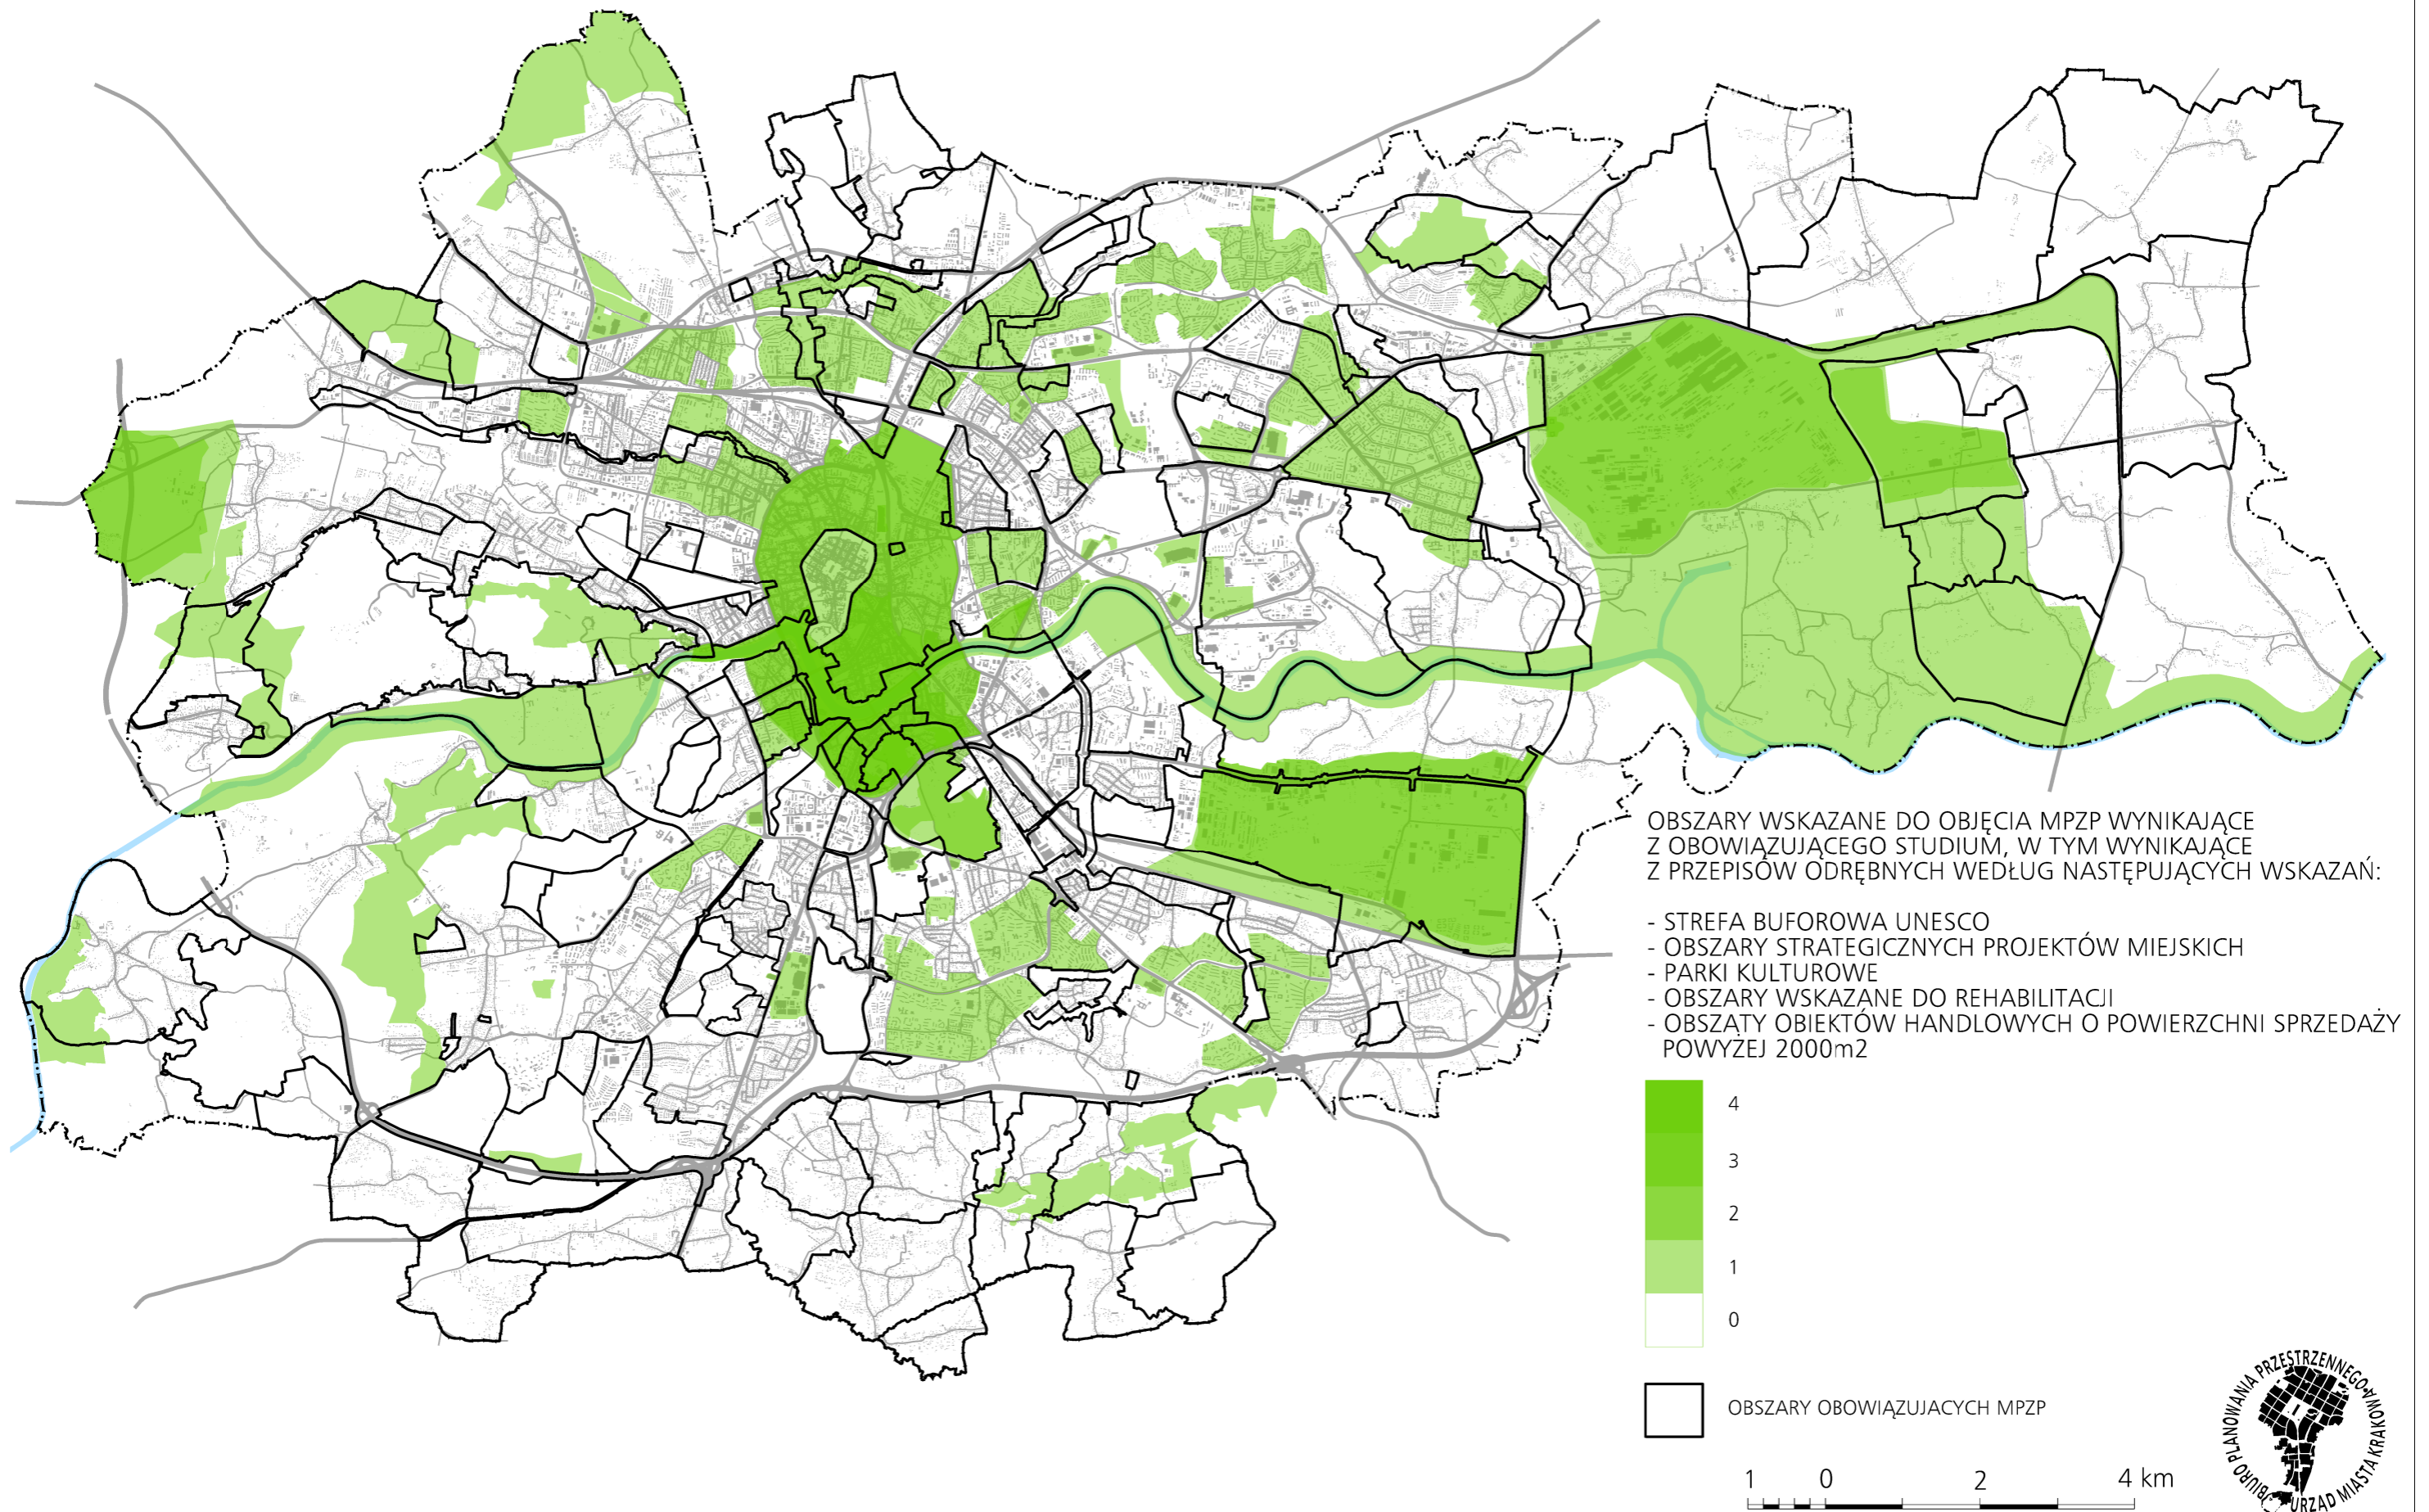 OBSZARY WSKAZANE DO OBJĘCIA MPZP WYNIKAJĄCE
Z OBOWIĄZUJĄCEGO STUDIUM, W TYM WYNIKAJĄCE
Z PRZEPISÓW ODRĘBNYCH WEDŁUG NASTĘPUJĄCYCH WSKAZAŃ:
- STREFA BUFOROWA UNESCO
- OBSZARY STRATEGICZNYCH PROJEKTÓW MIEJSKICH
- PARKI KULTUROWE
- OBSZARY WSKAZANE DO REHABILITACJI
- OBSZĄTY OBIEKTÓW HANDLOWYCH O POWIERZCHNI SPRZEDAŻY
POWYŻEJ 2000m2
4
3
2
1
0
OBSZARY OBOWIĄZUJACYCH MPZP
1 0 2 4 km
BIURO PLANOWANIA PRZESTRZENNEGO
URZĄD MIASTA KRAKOWA